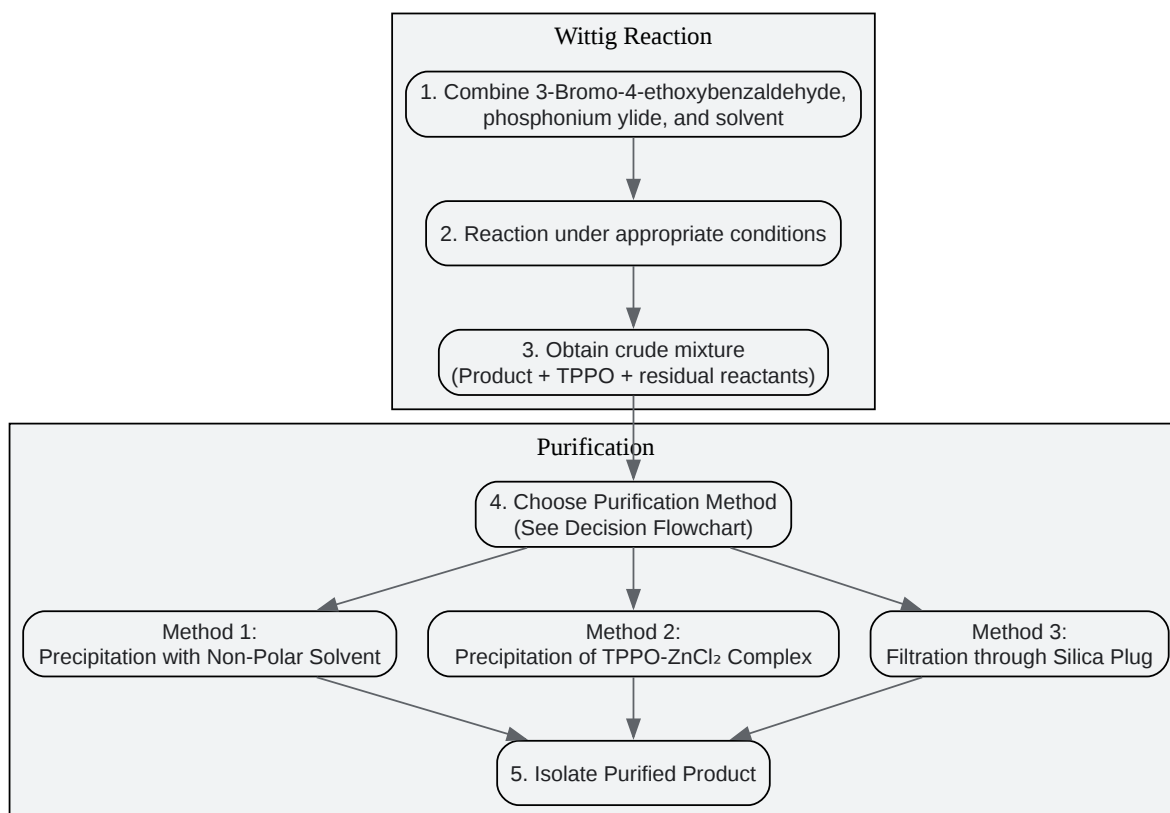 Wittig Reaction
1. Combine 3-Bromo-4-ethoxybenzaldehyde,
phosphonium ylide, and solvent
2. Reaction under appropriate conditions
3. Obtain crude mixture
(Product + TPPO + residual reactants)
Purification
4. Choose Purification Method
(See Decision Flowchart)
Method 1:
Precipitation with Non-Polar Solvent
Method 2:
Precipitation of TPPO-ZnCl₂ Complex
Method 3:
Filtration through Silica Plug
5. Isolate Purified Product